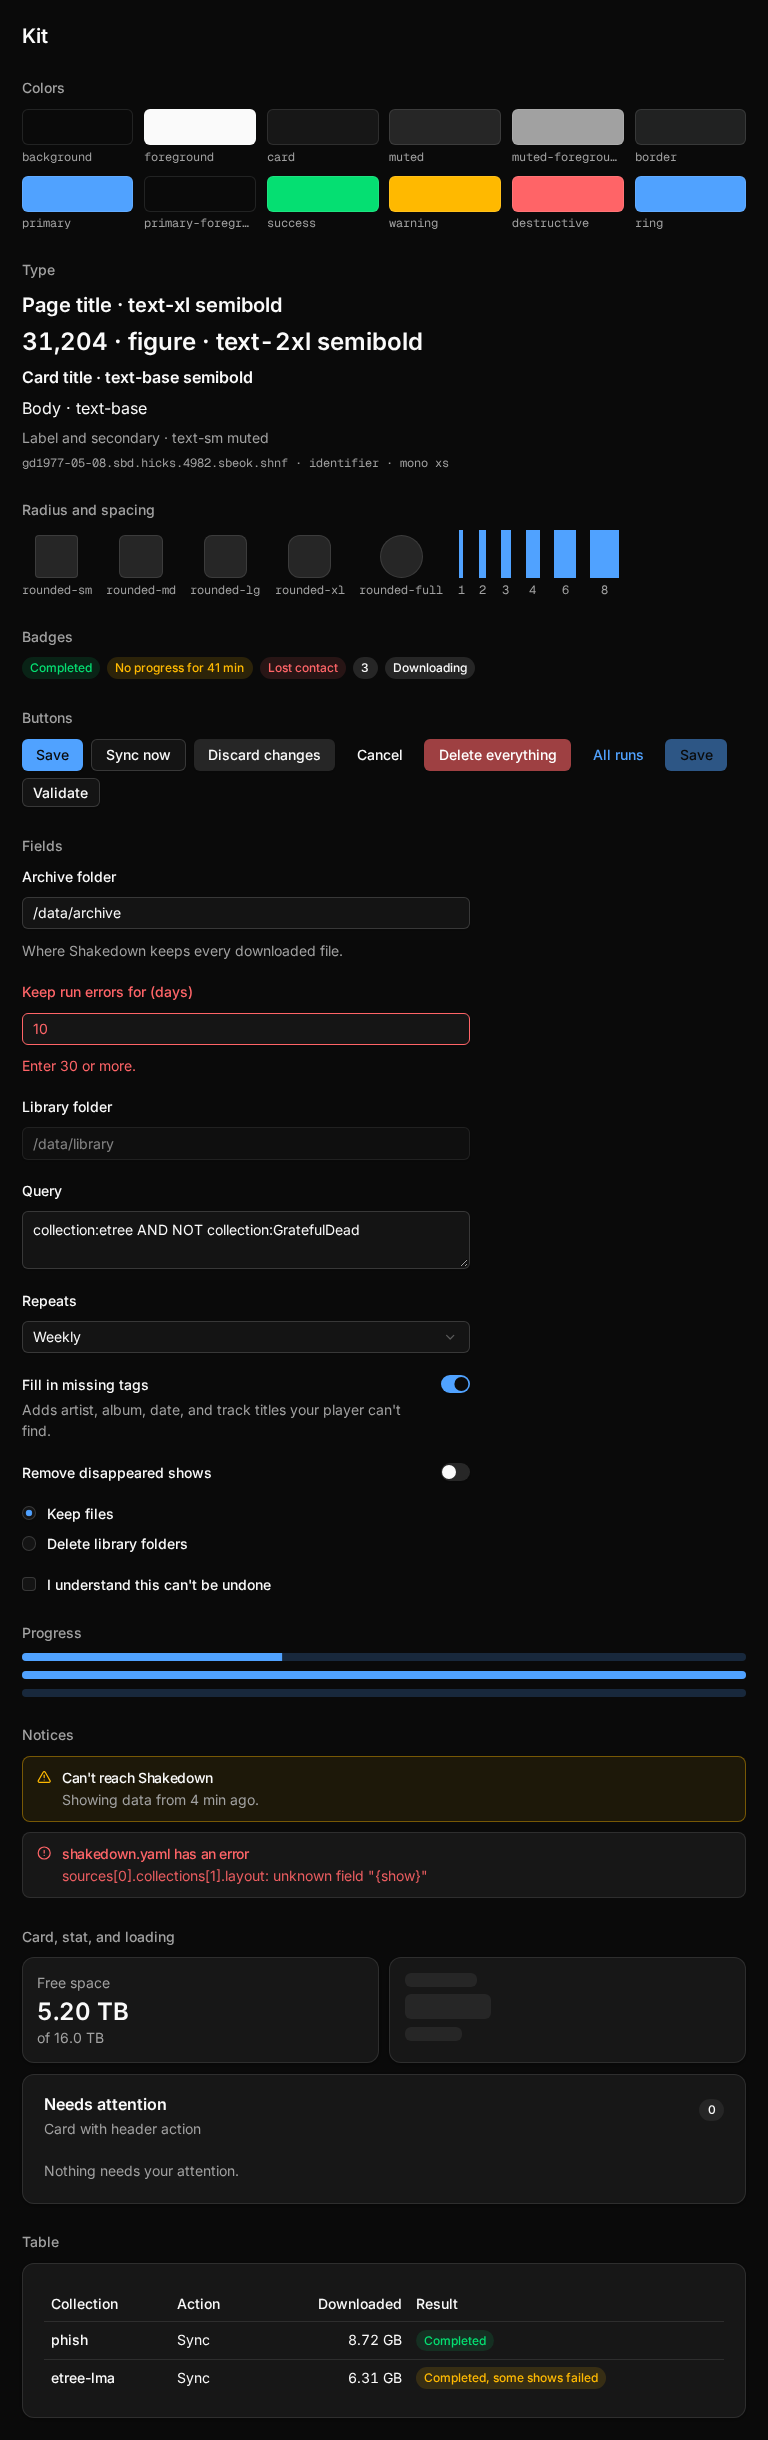 Kit
Colors
background foreground card muted muted-foregrou… border
primary primary-foregr… success warning destructive ring
Type
Page title · text-xl semibold
31,204 · figure · text-2xl semibold
Card title · text-base semibold
Body · text-base
Label and secondary · text-sm muted
gd1977-05-08.sbd.hicks.4982.sbeok.shnf · identifier · mono xs
Radius and spacing
rounded-sm rounded-md rounded-lg rounded-xl rounded-full 1 2 3 4 6 8
Badges
Completed No progress for 41 min Lost contact 3 Downloading
Buttons
Save Sync now Discard changes Cancel Delete everything All runs Save
Validate
Fields
Archive folder
/data/archive
Where Shakedown keeps every downloaded file.
Keep run errors for (days)
10
Enter 30 or more.
Library folder
/data/library
Query
collection:etree AND NOT collection:GratefulDead
Repeats
Weekly
Fill in missing tags
Adds artist, album, date, and track titles your player can't
find.
Remove disappeared shows
Keep files
Delete library folders
I understand this can't be undone
Progress
Notices
Can't reach Shakedown
Showing data from 4 min ago.
shakedown.yaml has an error
sources[0].collections[1].layout: unknown field "{show}"
Card, stat, and loading
Free space
5.20 TB
of 16.0 TB
Needs attention
0
Card with header action
Nothing needs your attention.
Table
Collection Action Downloaded Result
phish Sync 8.72 GB Completed
etree-lma Sync 6.31 GB Completed, some shows failed